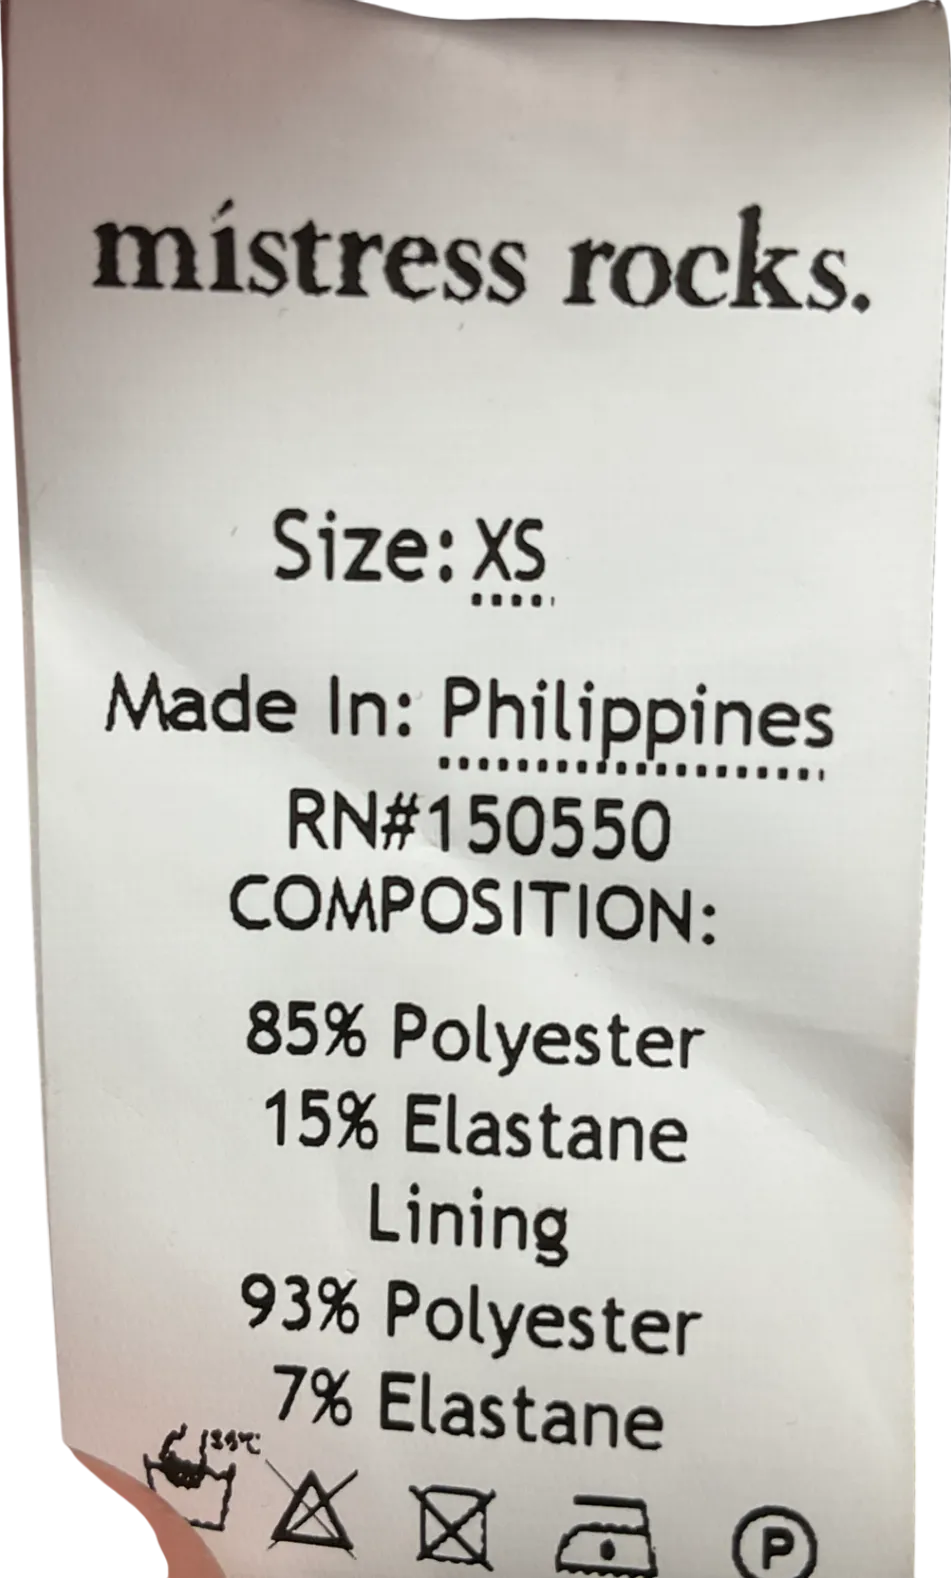 mistress rocks.
Size: XS
Made In: Philippines
RN#150550
COMPOSITION:
85% Polyester
15% Elastane
Lining
93% Polyester
7% Elastane
P